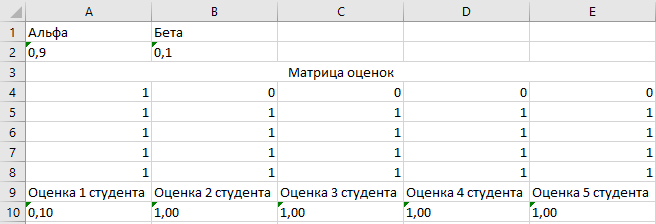 A B C D E
1 Альфа Бета
2 0,9 0,1
3 Матрица оценок
4 1 0 0 0 0
5 1 1 1 1 1
6 1 1 1 1 1
7 1 1 1 1 1
8 1 1 1 1 1
9 Оценка 1 студента Оценка 2 студента Оценка 3 студента Оценка 4 студента Оценка 5 студента
10 0,10 1,00 1,00 1,00 1,00